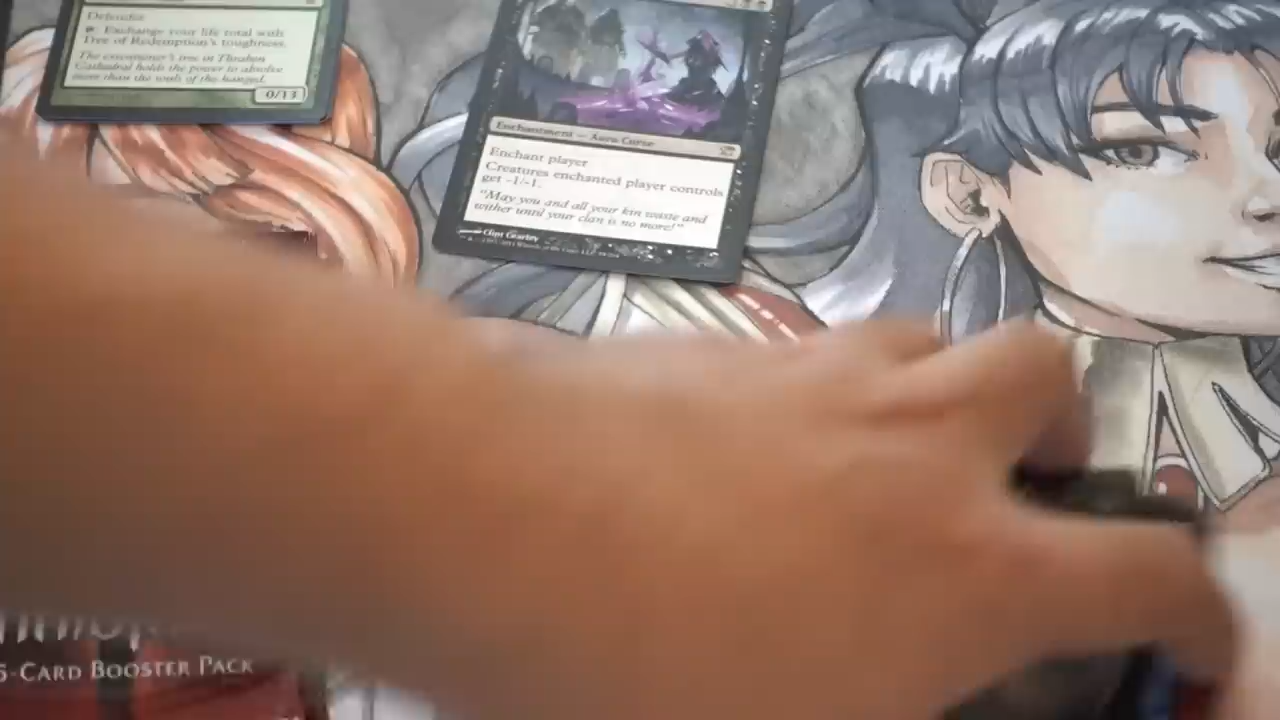 Defender
: Exchange your life total with
Tree of Redemption's toughness.
The executioner's tree in Thraben
Cathedral holds the power to absolve
more than the souls of the hanged.
0/13
Enchantment — Aura Curse
Enchant player
Creatures enchanted player controls
get -1/-1.
"May you and all your kin waste and
wither until your clan is no more!"
5-CARD BOOSTER PACK